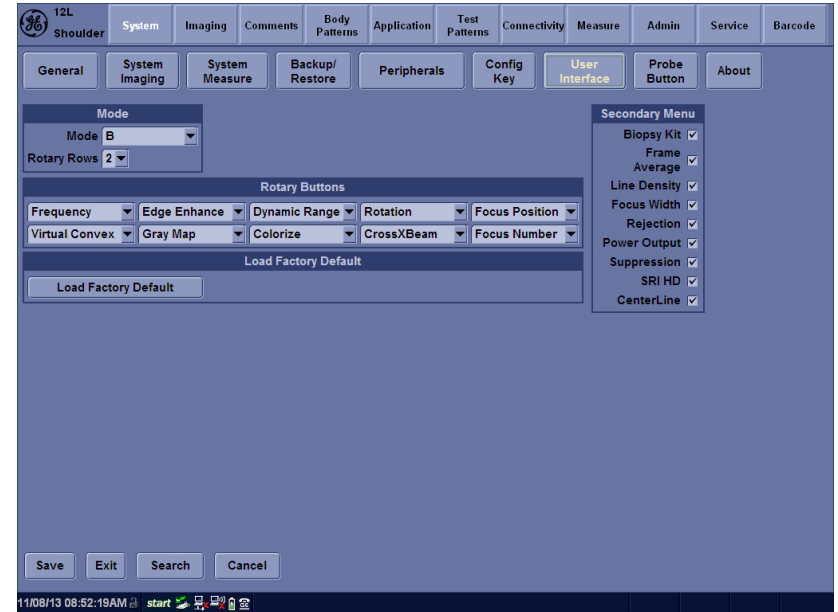 12L
Shoulder
System
Imaging
Comments
Body
Patterns
Application
Test
Patterns
Connectivity
Measure
Admin
Service
Barcode
General
System
Imaging
System
Measure
Backup/
Restore
Peripherals
Config
Key
User
Interface
Probe
Button
About
Mode
Mode B
Rotary Rows 2
Rotary Buttons
Frequency Edge Enhance Dynamic Range Rotation Focus Position
Virtual Convex Gray Map Colorize CrossXBeam Focus Number
Load Factory Default
Load Factory Default
Secondary Menu
Biopsy Kit
Frame
Average
Line Density
Focus Width
Rejection
Power Output
Suppression
SRI HD
CenterLine
Save Exit Search Cancel
11/08/13 08:52:19AM start